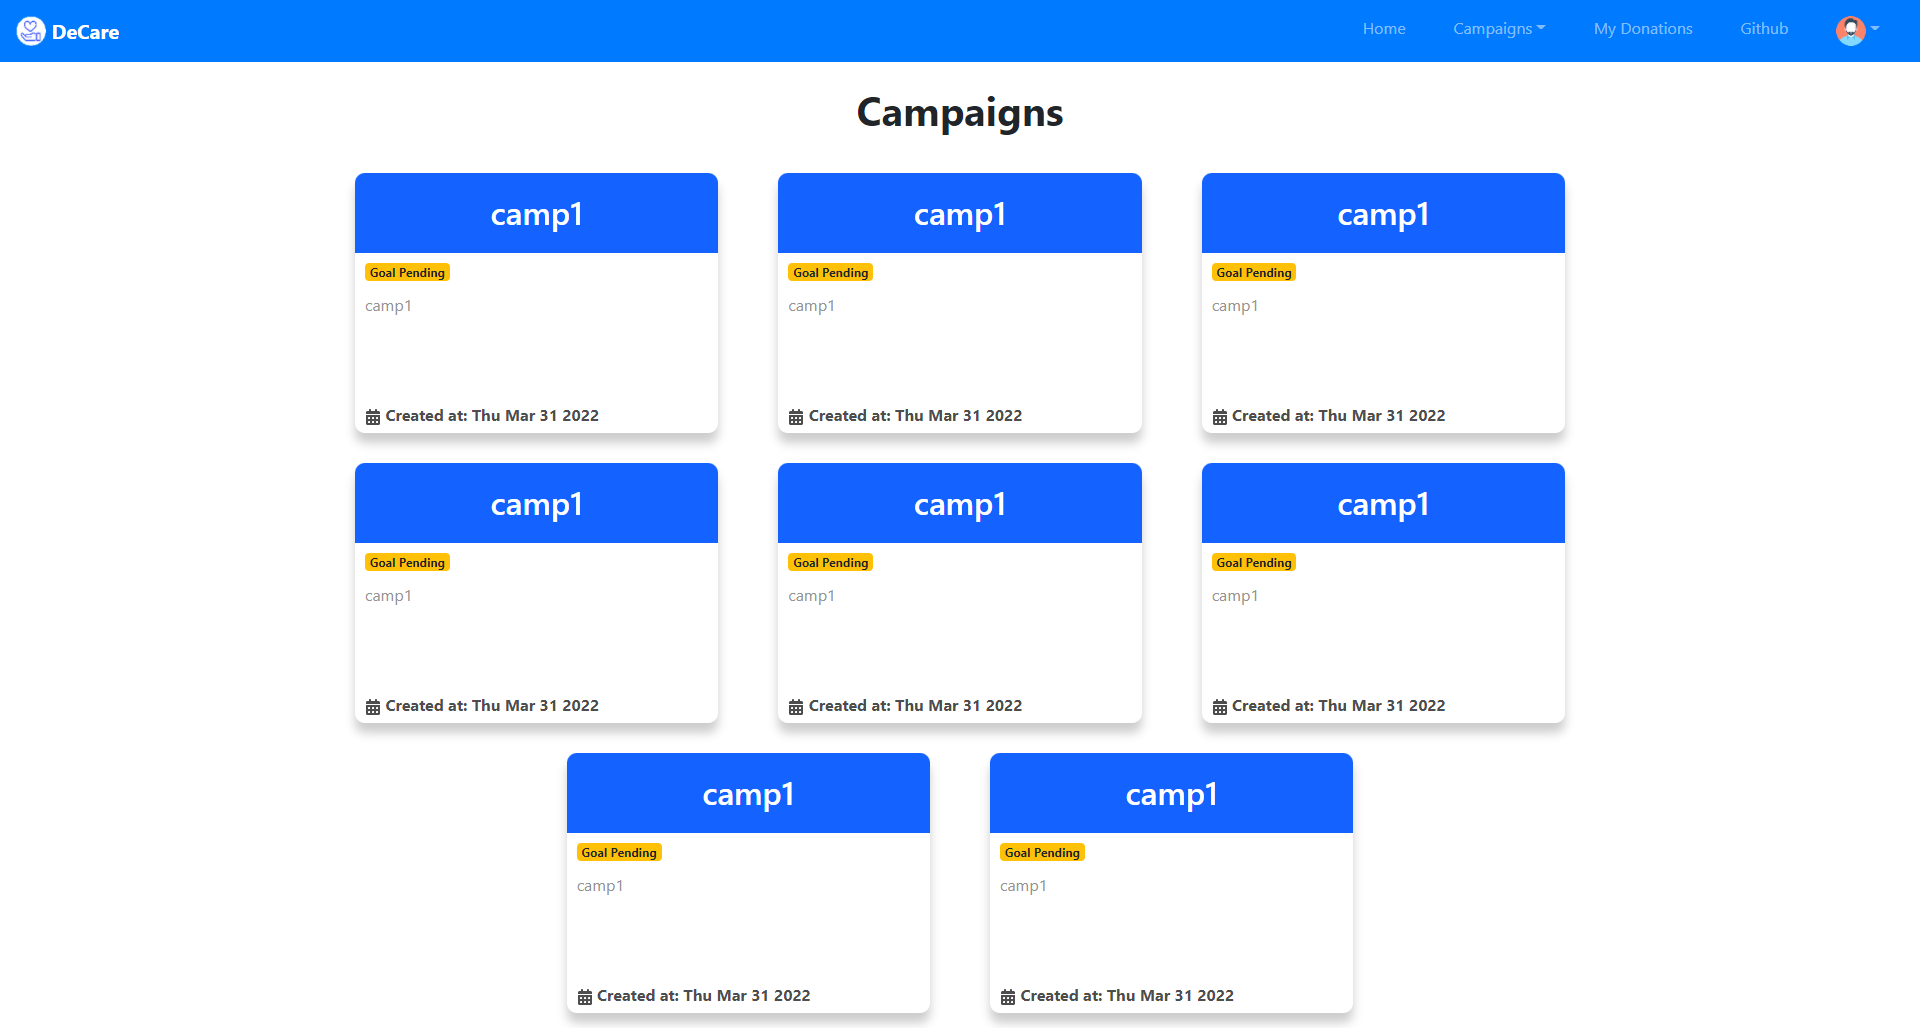 DeCare
Home Campaigns My Donations Github
Campaigns
camp1 camp1 camp1
Goal Pending Goal Pending Goal Pending
camp1 camp1 camp1
Created at: Thu Mar 31 2022 Created at: Thu Mar 31 2022 Created at: Thu Mar 31 2022
camp1 camp1 camp1
Goal Pending Goal Pending Goal Pending
camp1 camp1 camp1
Created at: Thu Mar 31 2022 Created at: Thu Mar 31 2022 Created at: Thu Mar 31 2022
camp1 camp1
Goal Pending Goal Pending
camp1 camp1
Created at: Thu Mar 31 2022 Created at: Thu Mar 31 2022